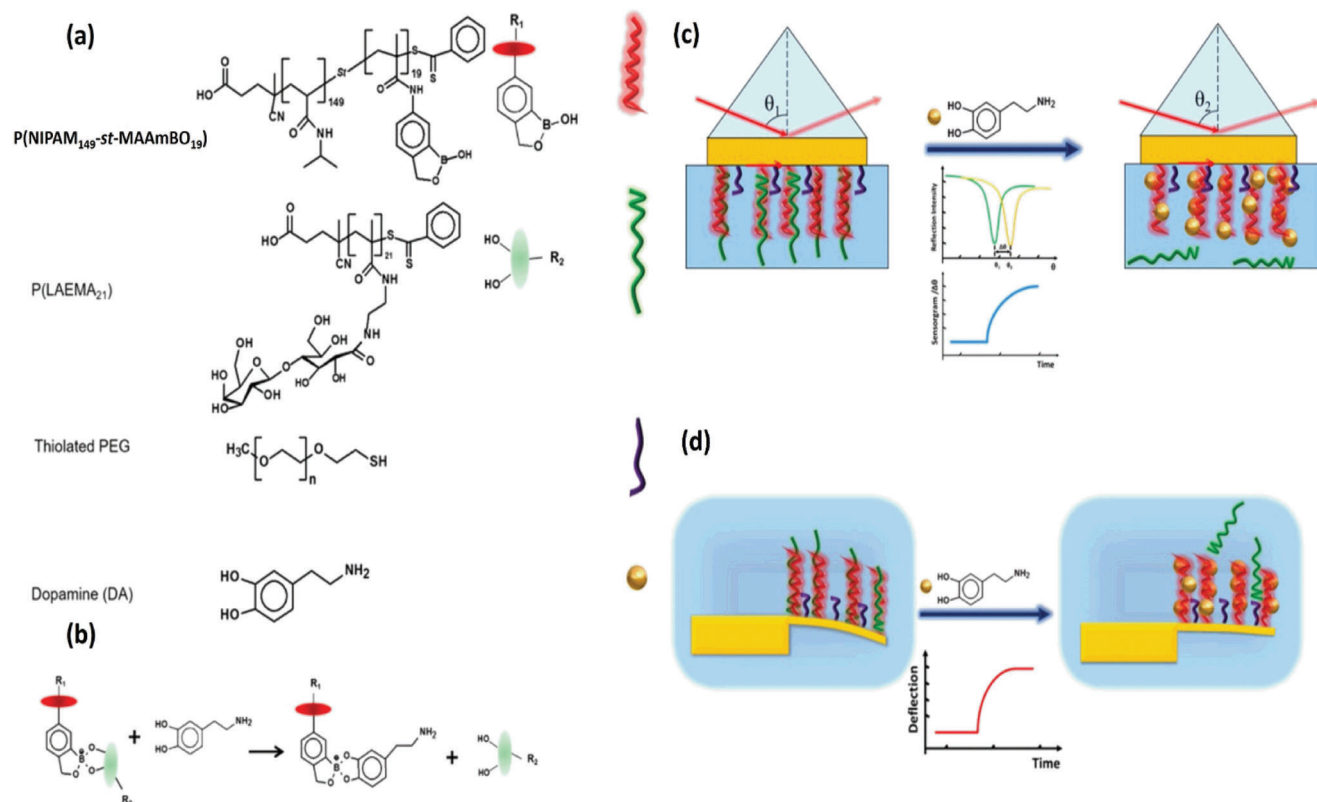 (a)
P(NIPAM149-st-MAAmBO19)
HO
O
CN
149
O
NH
St
19
S
S
O
NH
B-OH
O
R1
B-OH
O
P(LAEMA21)
HO
O
CN
21
S
S
O
NH
NH
O
OH
OH
OH
HO
O
O
OH
HO
HO
OH
OH
HO
HO
R2
Thiolated PEG
H3C
O
n
O
SH
Dopamine (DA)
HO
HO
NH2
(b)
R1
B
O
O
O
+
HO
HO
NH2
R1
B
O
O
O
NH2
+
HO
HO
R2
(c)
θ1
HO
HO
NH2
θ2
Reflection Intensity
Δθ
θ1
θ2
θ
Sensorgram /Δθ
Time
(d)
HO
HO
NH2
Deflection
Time